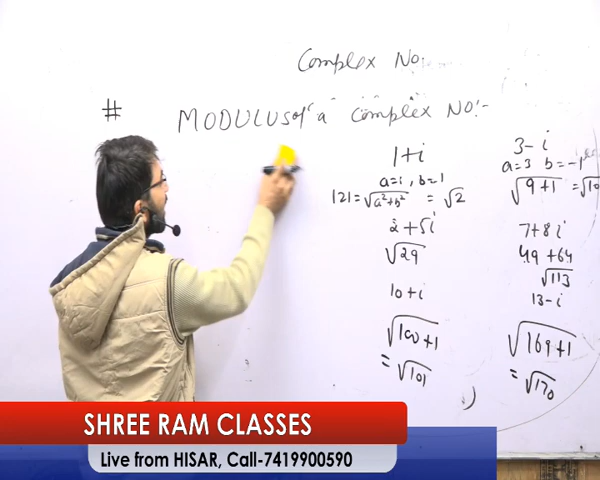 Complex No:
# MODULUS of a complex NO:-
1+i
a=i, b=1
121=√a²+b² = √2
2+5i
√29
10+i
√100+1
=√101
3-i
a=3 b=-1
√9+1 =√10
7+8i
49+64
√113
13-i
√169+1
=√170
SHREE RAM CLASSES
Live from HISAR, Call-7419900590